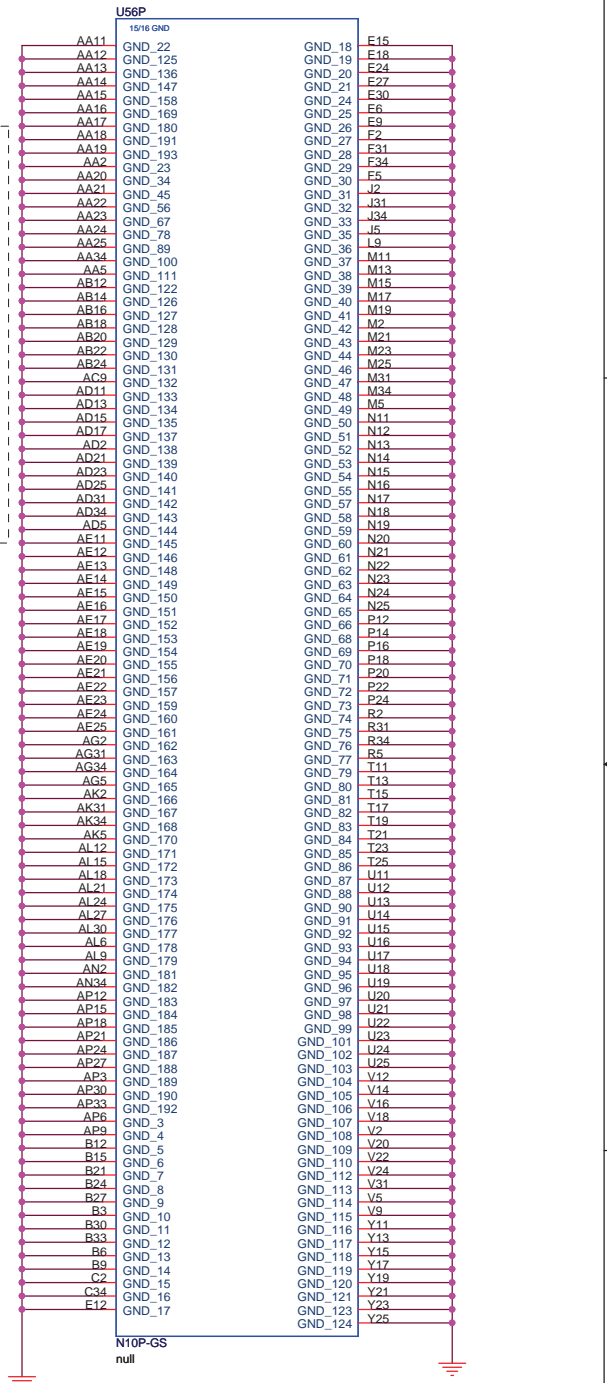 U56P
15/16 GND
AA11 GND_22
AA12 GND_125
AA13 GND_136
AA14 GND_147
AA15 GND_158
AA16 GND_169
AA17 GND_180
AA18 GND_191
AA19 GND_193
AA2 GND_23
AA20 GND_34
AA21 GND_45
AA22 GND_56
AA23 GND_67
AA24 GND_78
AA25 GND_89
AA34 GND_100
AA5 GND_111
AB12 GND_122
AB14 GND_126
AB16 GND_127
AB18 GND_128
AB20 GND_129
AB22 GND_130
AB24 GND_131
AC9 GND_132
AD11 GND_133
AD13 GND_134
AD15 GND_135
AD17 GND_137
AD2 GND_138
AD21 GND_139
AD23 GND_140
AD25 GND_141
AD31 GND_142
AD34 GND_143
AD5 GND_144
AE11 GND_145
AE12 GND_146
AE13 GND_148
AE14 GND_149
AE15 GND_150
AE16 GND_151
AE17 GND_152
AE18 GND_153
AE19 GND_154
AE20 GND_155
AE21 GND_156
AE22 GND_157
AE23 GND_159
AE24 GND_160
AE25 GND_161
AG2 GND_162
AG31 GND_163
AG34 GND_164
AG5 GND_165
AK2 GND_166
AK31 GND_167
AK34 GND_168
AK5 GND_170
AL12 GND_171
AL15 GND_172
AL18 GND_173
AL21 GND_174
AL24 GND_175
AL27 GND_176
AL30 GND_177
AL6 GND_178
AL9 GND_179
AN2 GND_181
AN34 GND_182
AP12 GND_183
AP15 GND_184
AP18 GND_185
AP21 GND_186
AP24 GND_187
AP27 GND_188
AP3 GND_189
AP30 GND_190
AP33 GND_192
AP6 GND_3
AP9 GND_4
B12 GND_5
B15 GND_6
B21 GND_7
B24 GND_8
B27 GND_9
B3 GND_10
B30 GND_11
B33 GND_12
B6 GND_13
B9 GND_14
C2 GND_15
C34 GND_16
E12 GND_17
GND_18 E15
GND_19 E18
GND_20 E24
GND_21 E27
GND_24 E30
GND_25 E6
GND_26 E9
GND_27 F2
GND_28 F31
GND_29 F34
GND_30 F5
GND_31 J2
GND_32 J31
GND_33 J34
GND_35 J5
GND_36 L9
GND_37 M11
GND_38 M13
GND_39 M15
GND_40 M17
GND_41 M19
GND_42 M2
GND_43 M21
GND_44 M23
GND_46 M25
GND_47 M31
GND_48 M34
GND_49 M5
GND_50 N11
GND_51 N12
GND_52 N13
GND_53 N14
GND_54 N15
GND_55 N16
GND_57 N17
GND_58 N18
GND_59 N19
GND_60 N20
GND_61 N21
GND_62 N22
GND_63 N23
GND_64 N24
GND_65 N25
GND_66 P12
GND_68 P14
GND_69 P16
GND_70 P18
GND_71 P20
GND_72 P22
GND_73 P24
GND_74 R2
GND_75 R31
GND_76 R34
GND_77 R5
GND_79 T11
GND_80 T13
GND_81 T15
GND_82 T17
GND_83 T19
GND_84 T21
GND_85 T23
GND_86 T25
GND_87 U11
GND_88 U12
GND_90 U13
GND_91 U14
GND_92 U15
GND_93 U16
GND_94 U17
GND_95 U18
GND_96 U19
GND_97 U20
GND_98 U21
GND_99 U22
GND_101 U23
GND_102 U24
GND_103 U25
GND_104 V12
GND_105 V14
GND_106 V16
GND_107 V18
GND_108 V2
GND_109 V20
GND_110 V22
GND_112 V24
GND_113 V31
GND_114 V5
GND_115 V9
GND_116 Y11
GND_117 Y13
GND_118 Y15
GND_119 Y17
GND_120 Y19
GND_121 Y21
GND_123 Y23
GND_124 Y25
N10P-GS
null